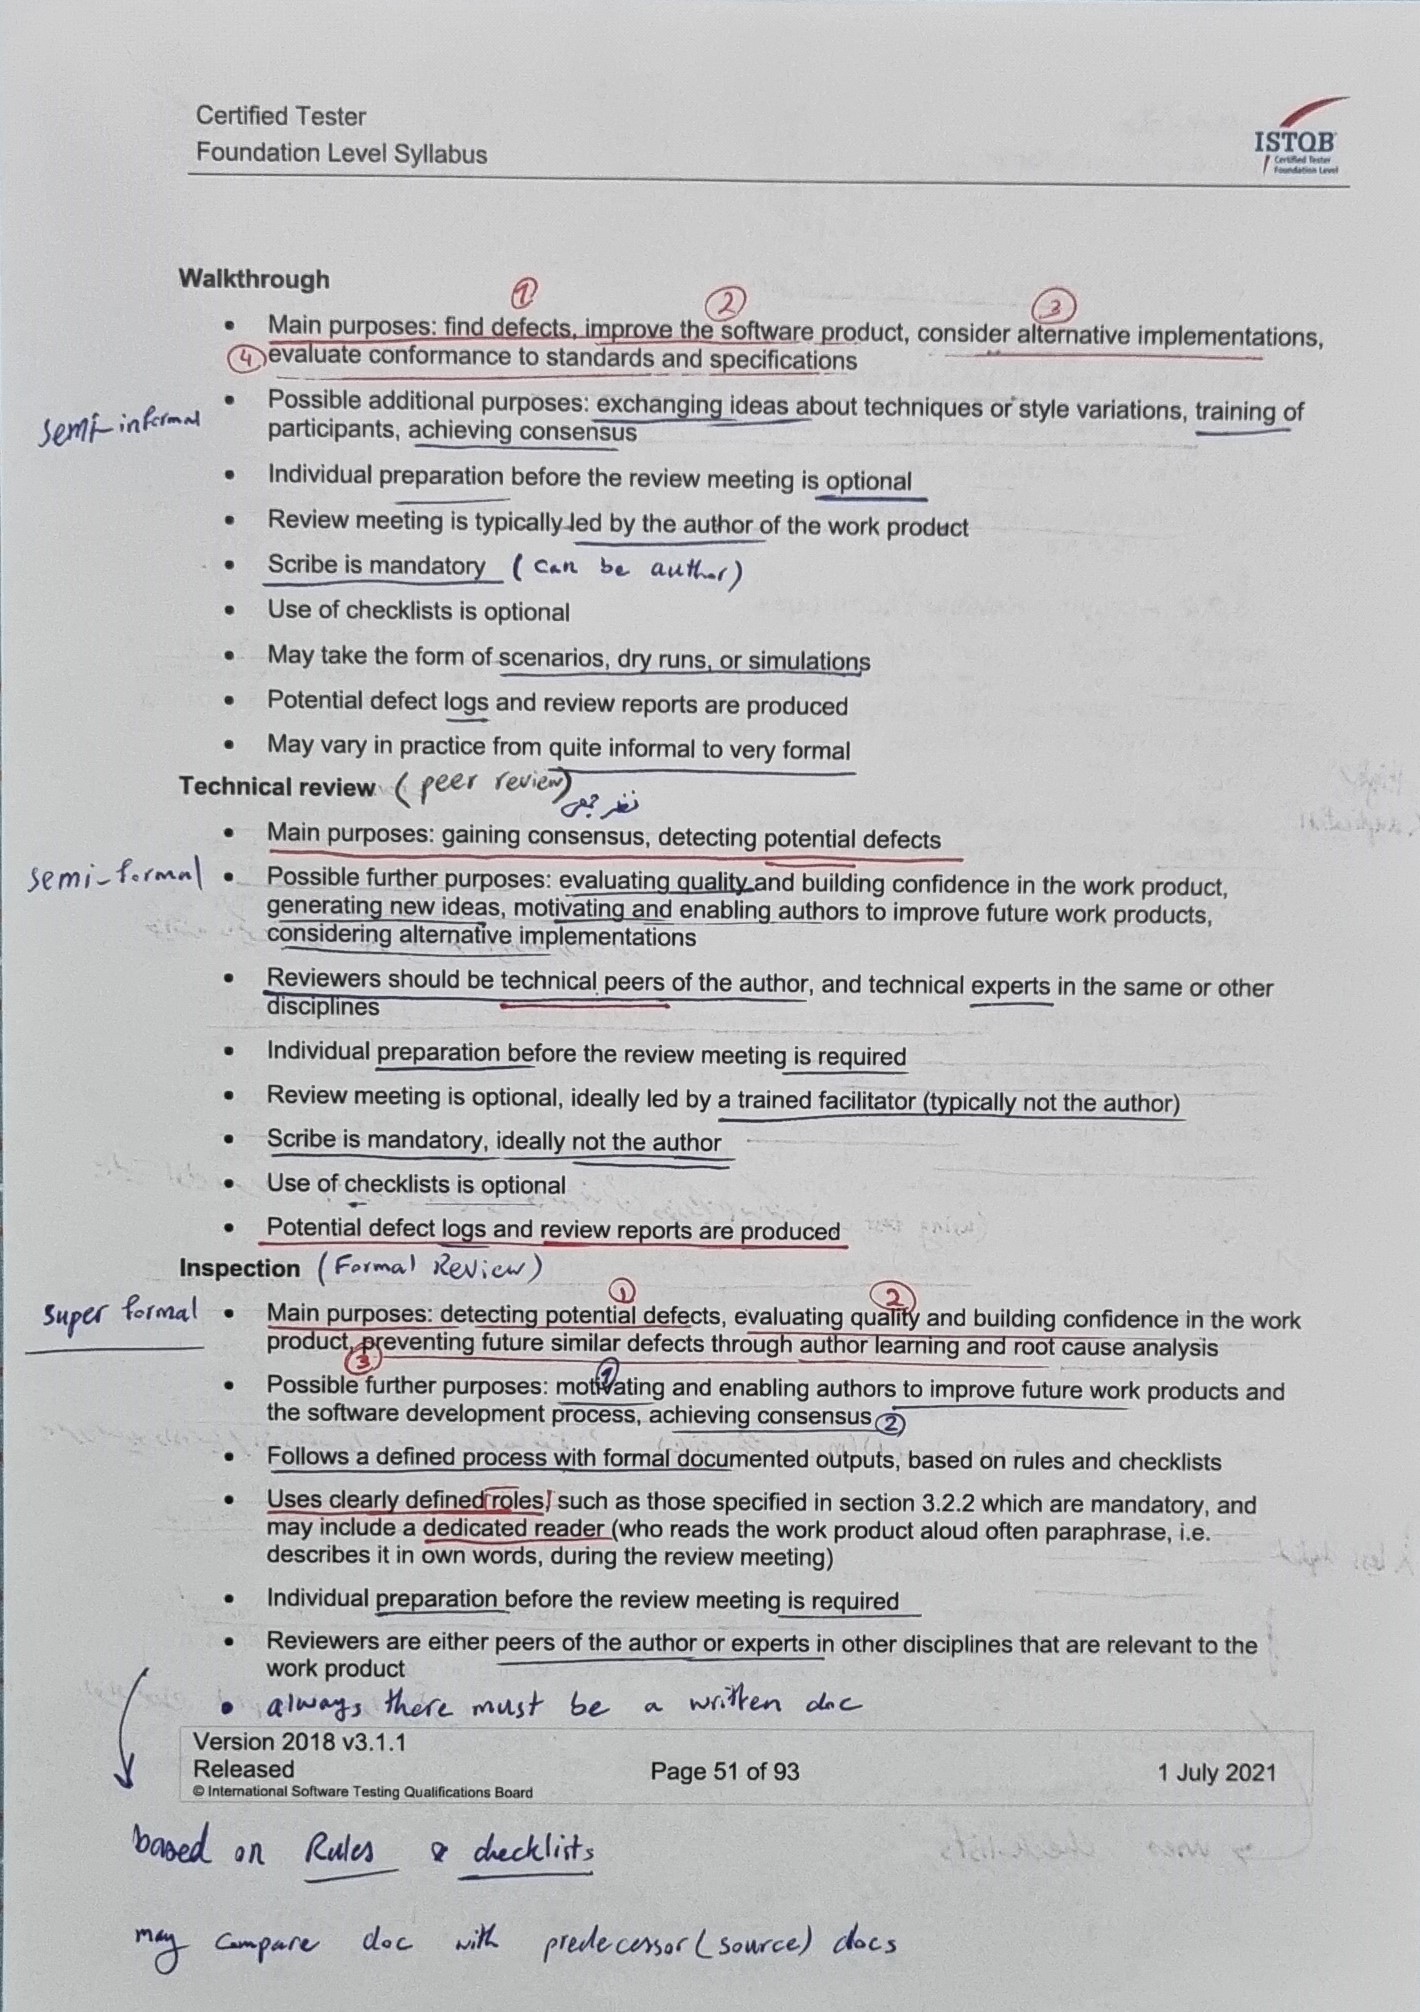 Certified Tester
Foundation Level Syllabus
ISTQB
Certified Tester
Foundation Level
Walkthrough
1 2 3
• Main purposes: find defects, improve the software product, consider alternative implementations,
4 evaluate conformance to standards and specifications
semi-informal
• Possible additional purposes: exchanging ideas about techniques or style variations, training of
participants, achieving consensus
• Individual preparation before the review meeting is optional
• Review meeting is typically led by the author of the work product
• Scribe is mandatory (can be author)
• Use of checklists is optional
• May take the form of scenarios, dry runs, or simulations
• Potential defect logs and review reports are produced
• May vary in practice from quite informal to very formal
Technical review (peer review)
• Main purposes: gaining consensus, detecting potential defects
semi-formal
• Possible further purposes: evaluating quality and building confidence in the work product,
generating new ideas, motivating and enabling authors to improve future work products,
considering alternative implementations
• Reviewers should be technical peers of the author, and technical experts in the same or other
disciplines
• Individual preparation before the review meeting is required
• Review meeting is optional, ideally led by a trained facilitator (typically not the author)
• Scribe is mandatory, ideally not the author
• Use of checklists is optional
• Potential defect logs and review reports are produced
Inspection (Formal Review)
1 2
super formal
• Main purposes: detecting potential defects, evaluating quality and building confidence in the work
product, preventing future similar defects through author learning and root cause analysis
3 1
• Possible further purposes: motivating and enabling authors to improve future work products and
the software development process, achieving consensus 2
• Follows a defined process with formal documented outputs, based on rules and checklists
• Uses clearly defined roles, such as those specified in section 3.2.2 which are mandatory, and
may include a dedicated reader (who reads the work product aloud often paraphrase, i.e.
describes it in own words, during the review meeting)
• Individual preparation before the review meeting is required
• Reviewers are either peers of the author or experts in other disciplines that are relevant to the
work product
• always there must be a written doc
Version 2018 v3.1.1
Released
Page 51 of 93
1 July 2021
© International Software Testing Qualifications Board
based on Rules & checklists
may compare doc with predecessor (source) docs